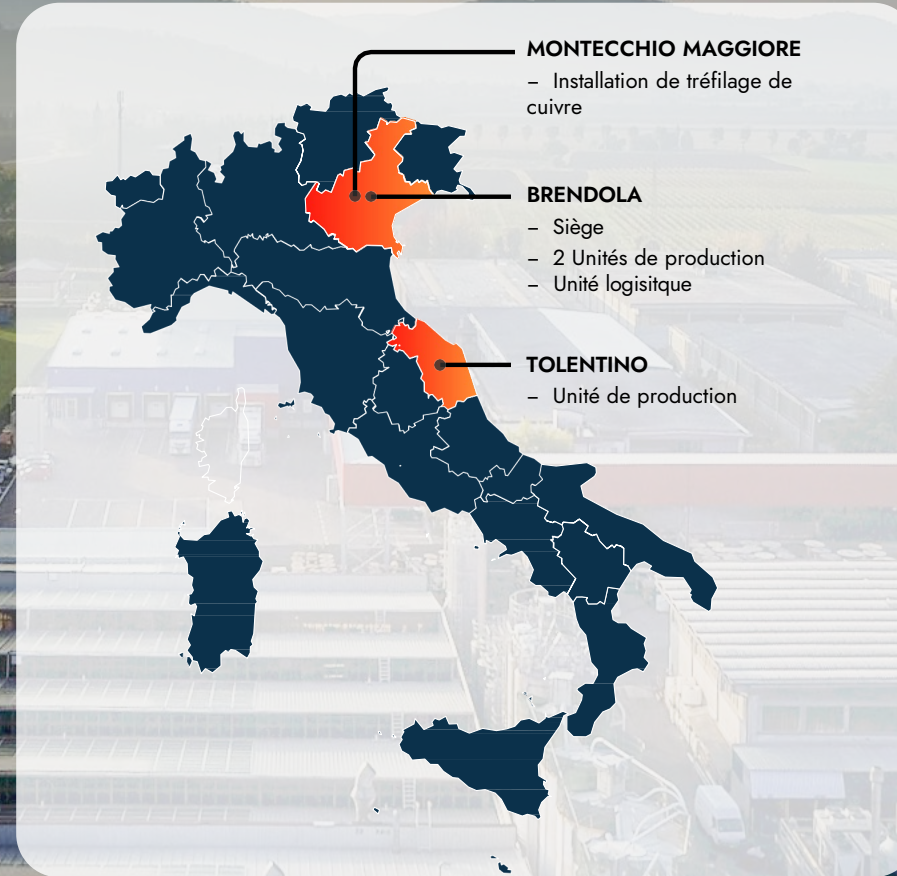 MONTECCHIO MAGGIORE
– Installation de tréfilage de
cuivre
BRENDOLA
– Siège
– 2 Unités de production
– Unité logisitque
TOLENTINO
– Unité de production